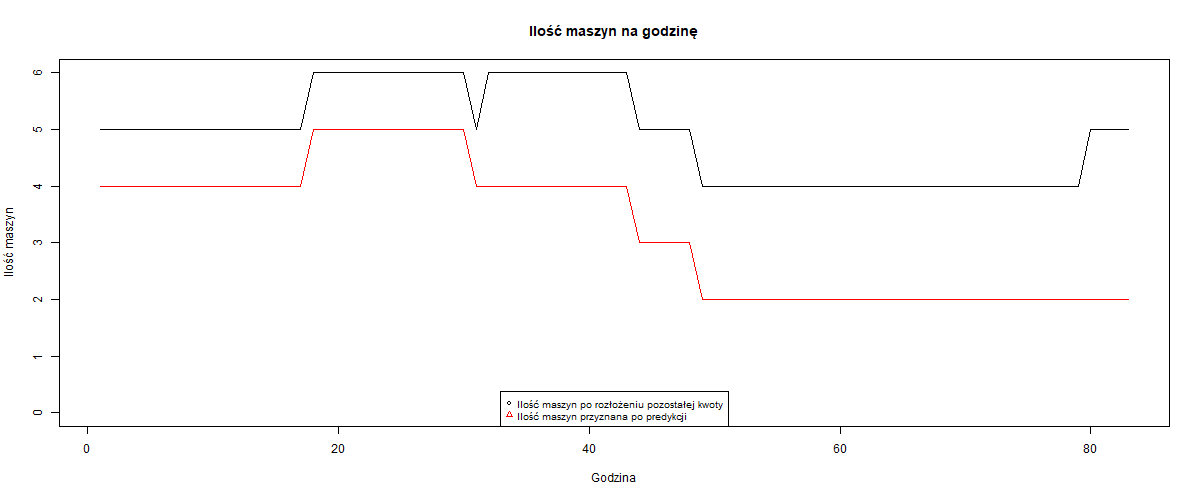 Ilość maszyn na godzinę
Ilość maszyn
6
5
4
3
2
1
0
Ilość maszyn po rozłożeniu pozostałej kwoty
Ilość maszyn przyznana po predykcji
0 20 40 60 80
Godzina